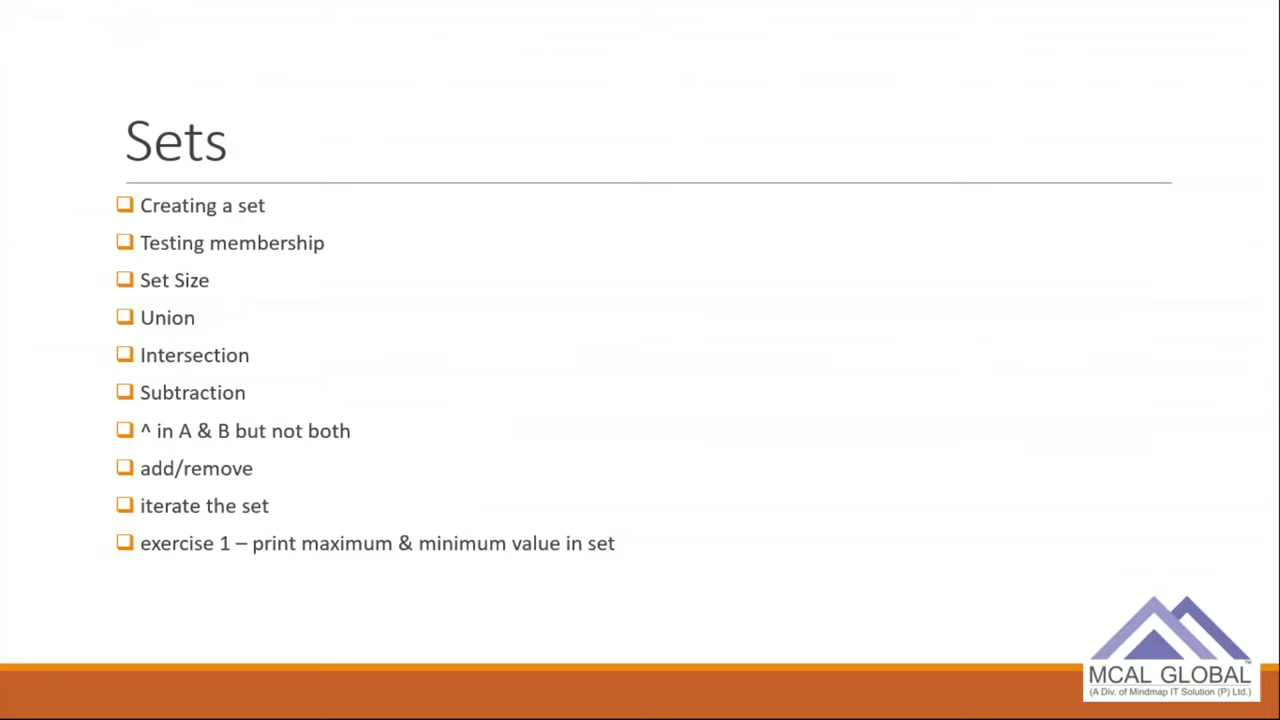 Sets
Creating a set
Testing membership
Set Size
Union
Intersection
Subtraction
^ in A & B but not both
add/remove
iterate the set
exercise 1 – print maximum & minimum value in set
MCAL GLOBAL™
(A Div. of Mindmap IT Solution (P) Ltd.)